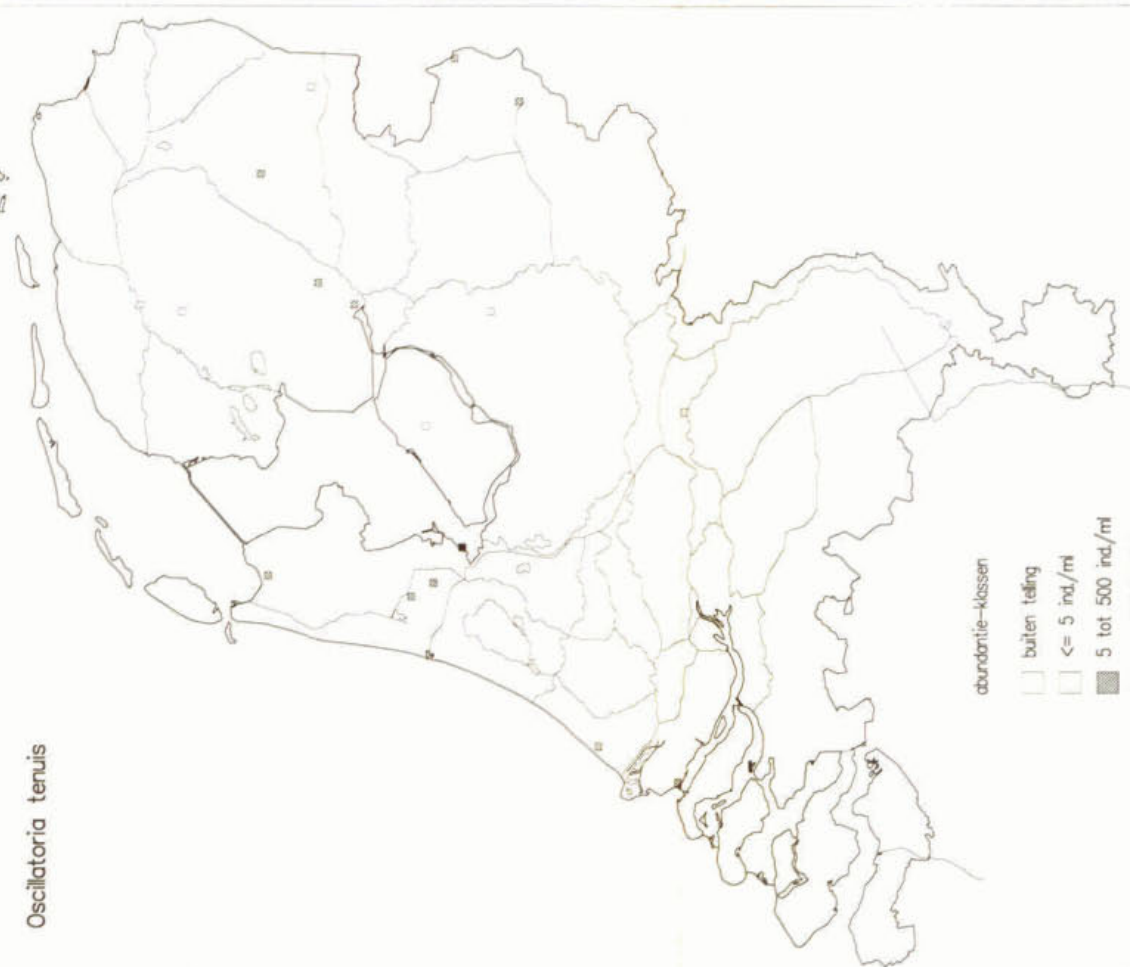 Oscillatoria tenuis
abundantie-klassen
buiten telling
<= 5 ind./ml
5 tot 500 ind./ml